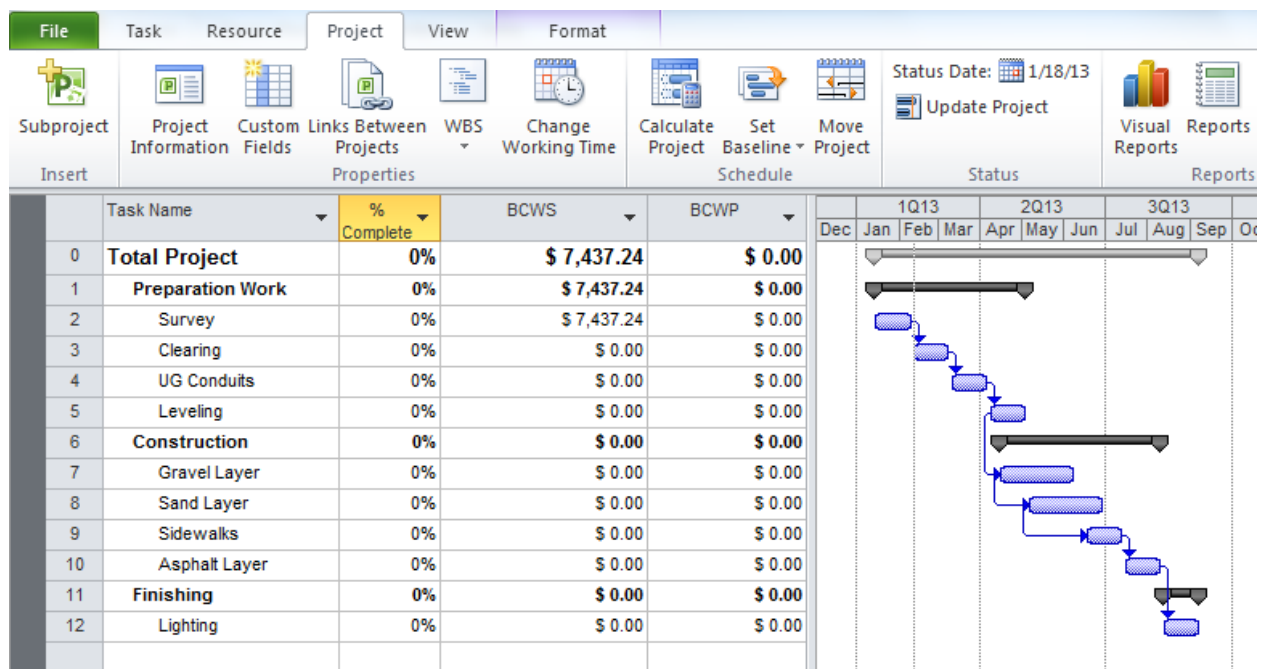 File Task Resource Project View Format
Status Date: 1/18/13
Update Project
Subproject Project Information Custom Fields Links Between Projects WBS Change Working Time Calculate Project Set Baseline Move Project Visual Reports Reports
Insert Properties Schedule Status Reports
Task Name % Complete BCWS BCWP 1Q13 2Q13 3Q13
Dec Jan Feb Mar Apr May Jun Jul Aug Sep
0 Total Project 0% $ 7,437.24 $ 0.00
1 Preparation Work 0% $ 7,437.24 $ 0.00
2 Survey 0% $ 7,437.24 $ 0.00
3 Clearing 0% $ 0.00 $ 0.00
4 UG Conduits 0% $ 0.00 $ 0.00
5 Leveling 0% $ 0.00 $ 0.00
6 Construction 0% $ 0.00 $ 0.00
7 Gravel Layer 0% $ 0.00 $ 0.00
8 Sand Layer 0% $ 0.00 $ 0.00
9 Sidewalks 0% $ 0.00 $ 0.00
10 Asphalt Layer 0% $ 0.00 $ 0.00
11 Finishing 0% $ 0.00 $ 0.00
12 Lighting 0% $ 0.00 $ 0.00